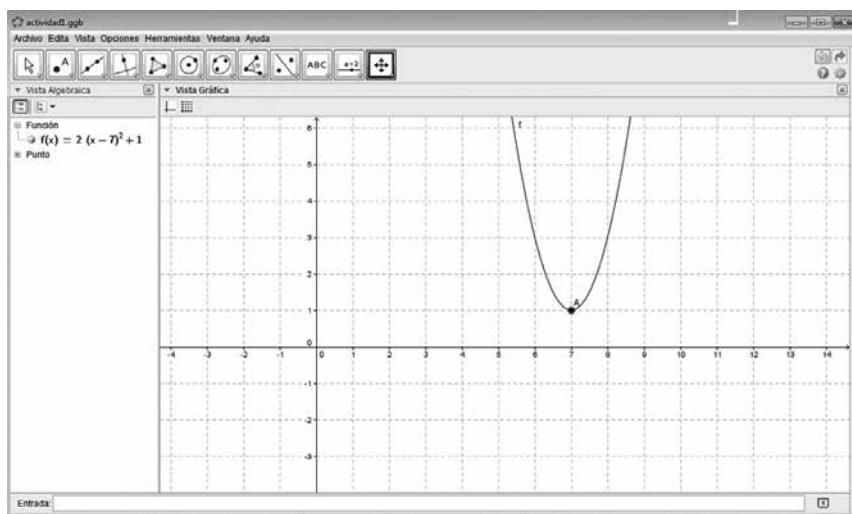 actividad1.ggb
Archivo Edita Vista Opciones Herramientas Ventana Ayuda
ABC a=2
Vista Algebraica
Vista Gráfica
Función
f(x) = 2 (x − 7)² + 1
Punto
f
6
5
4
3
2
1
A
0
-4 -3 -2 -1 0 1 2 3 4 5 6 7 8 9 10 11 12 13 14
-1
-2
-3
Entrada: